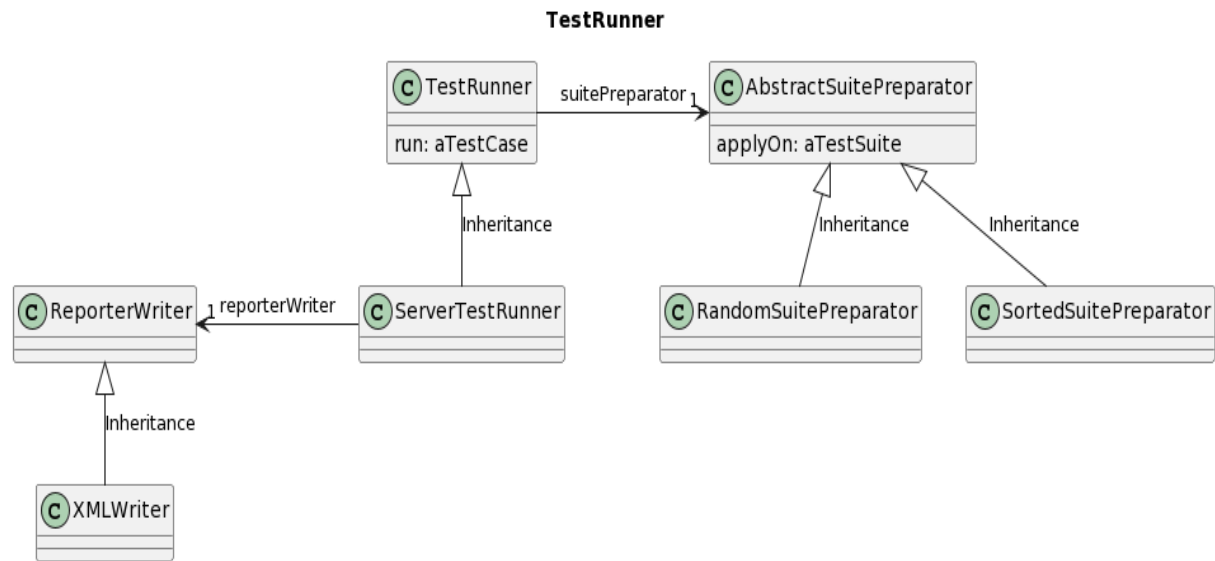 TestRunner
C TestRunner
run: aTestCase
suitePreparator 1
C AbstractSuitePreparator
applyOn: aTestSuite
Inheritance
Inheritance
Inheritance
C ReporterWriter
1 reporterWriter
C ServerTestRunner
C RandomSuitePreparator
C SortedSuitePreparator
Inheritance
C XMLWriter